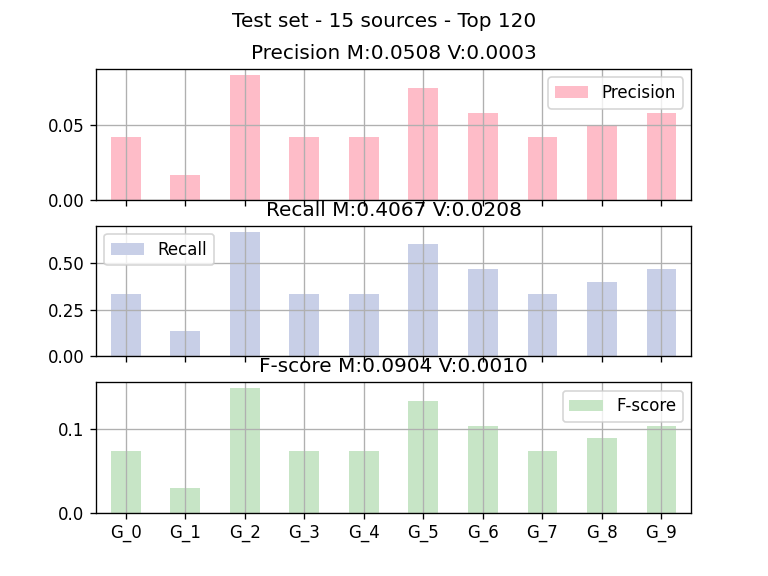 Test set - 15 sources - Top 120
Precision M:0.0508 V:0.0003
Precision
0.05
0.00
Recall M:0.4067 V:0.0208
Recall
0.50
0.25
0.00
F-score M:0.0904 V:0.0010
F-score
0.1
0.0
G_0 G_1 G_2 G_3 G_4 G_5 G_6 G_7 G_8 G_9